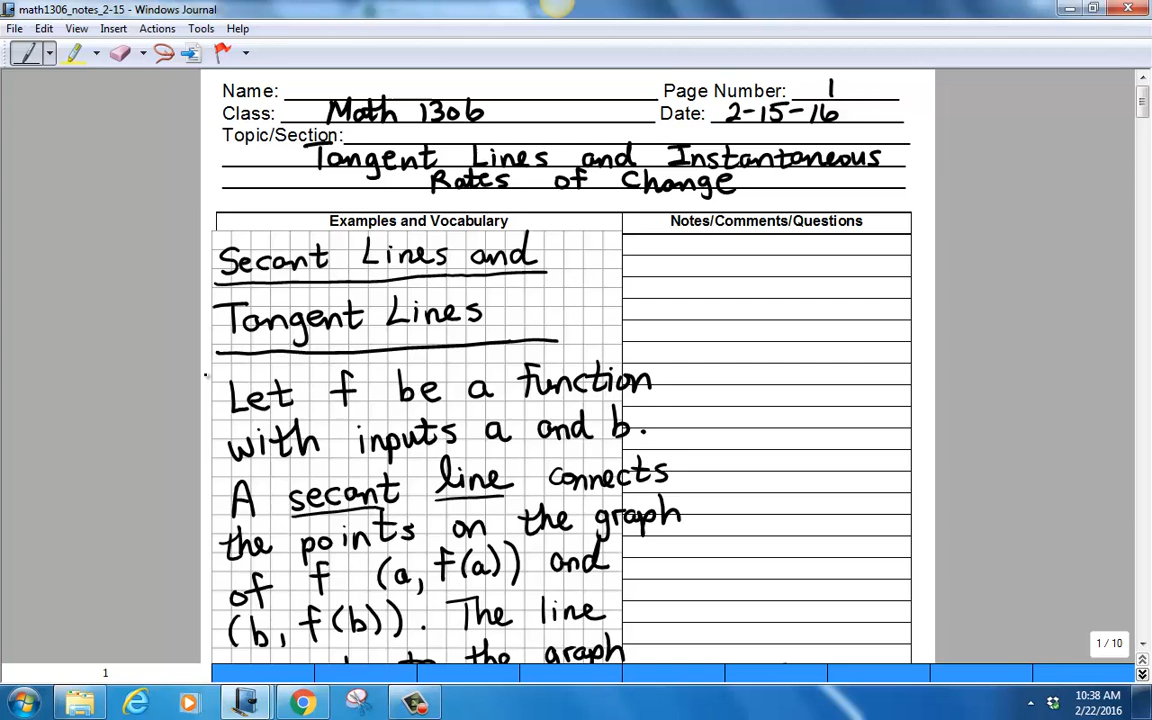 math1306_notes_2-15 - Windows Journal
File Edit View Insert Actions Tools Help
Name: Page Number: 1
Class: Math 1306 Date: 2-15-16
Topic/Section:
Tangent Lines and Instantaneous
Rates of Change
Examples and Vocabulary Notes/Comments/Questions
Secant Lines and
Tangent Lines
Let f be a function
with inputs a and b.
A secant line connects
the points on the graph
of f (a, f(a)) and
(b, f(b)). The line
to the graph
1 / 10
1
10:38 AM
2/22/2016